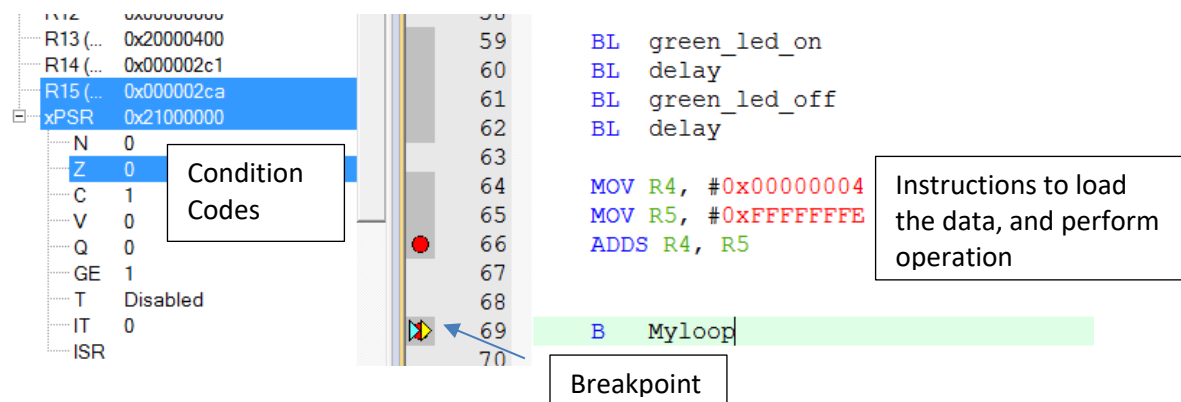 R12 0x00000000
R13 (... 0x20000400
R14 (... 0x000002c1
R15 (... 0x000002ca
xPSR 0x21000000
N 0
Z 0
C 1
V 0
Q 0
GE 1
T Disabled
IT 0
ISR
Condition
Codes
58
59 BL green_led_on
60 BL delay
61 BL green_led_off
62 BL delay
63
64 MOV R4, #0x00000004
65 MOV R5, #0xFFFFFFFE
66 ADDS R4, R5
67
68
69 B Myloop
70
Instructions to load
the data, and perform
operation
Breakpoint